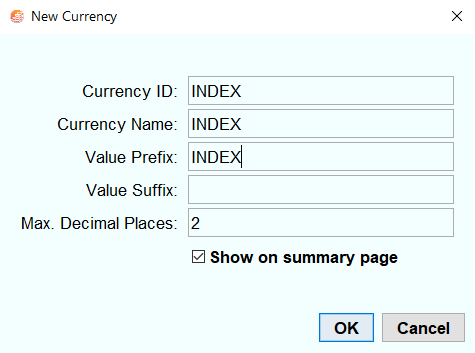 New Currency
Currency ID: INDEX
Currency Name: INDEX
Value Prefix: INDEX
Value Suffix:
Max. Decimal Places: 2
Show on summary page
OK Cancel